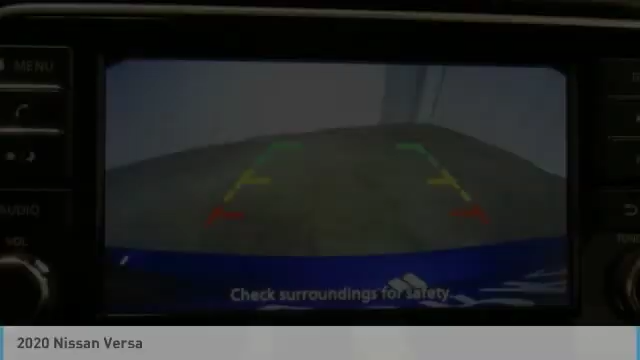 MENU
AUDIO
VOL
Check surroundings for safety
2020 Nissan Versa